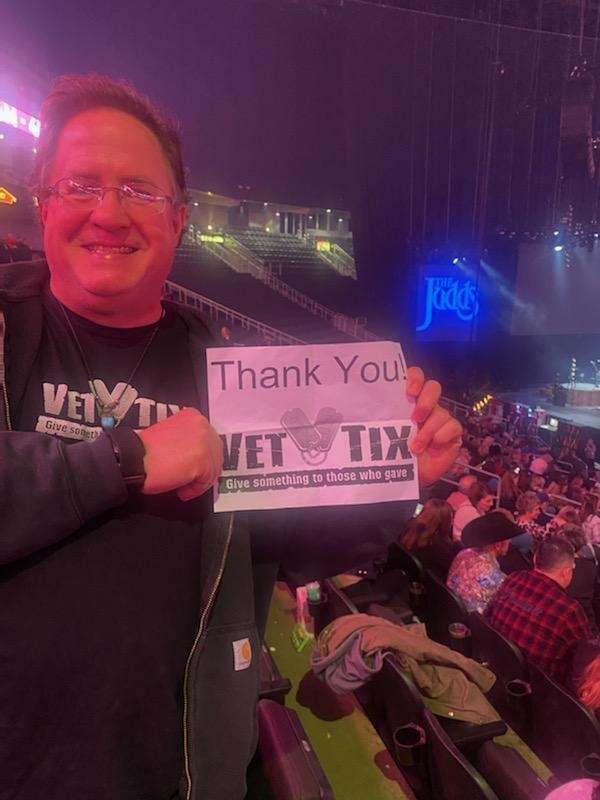 THE
Judds
Thank You!
VET TIX
Give something to those who gave
VET TIX
Give someth